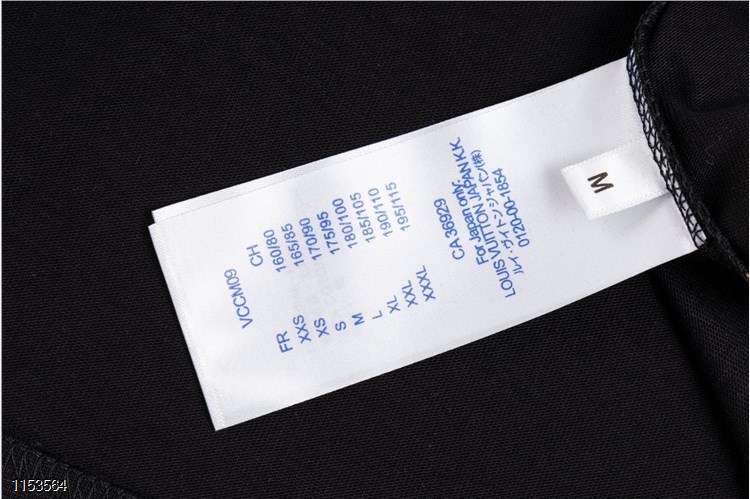 VCCM09
FR CH
XXS 160/80
XS 165/85
S 170/90
M 175/95
L 180/100
XL 185/105
XXL 190/110
XXXL 195/115
CA 36929
For Japan only:
LOUIS VUITTON JAPAN K.K.
ルイ・ヴィトン・ジャパン(株)
0120-00-1854
M
1153564